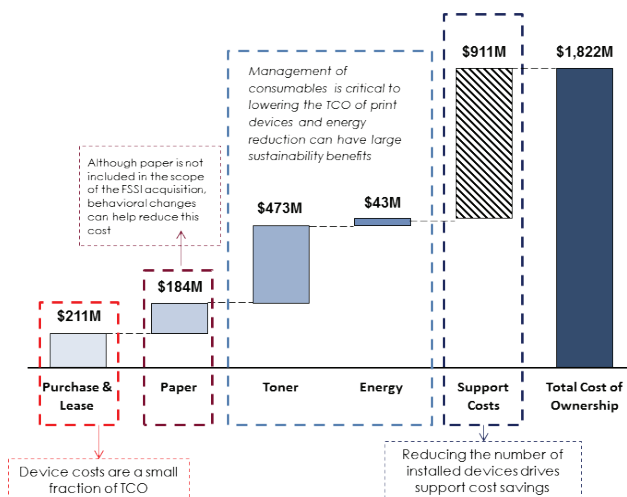 $911M
$1,822M
Management of
consumables is critical to
lowering the TCO of print
devices and energy
reduction can have large
sustainability benefits
Although paper is not
included in the scope
of the FSSI acquisition,
behavioral changes
can help reduce this
cost
$473M
$43M
$184M
$211M
Purchase &
Lease
Paper
Toner
Energy
Support
Costs
Total Cost of
Ownership
Device costs are a small
fraction of TCO
Reducing the number of
installed devices drives
support cost savings